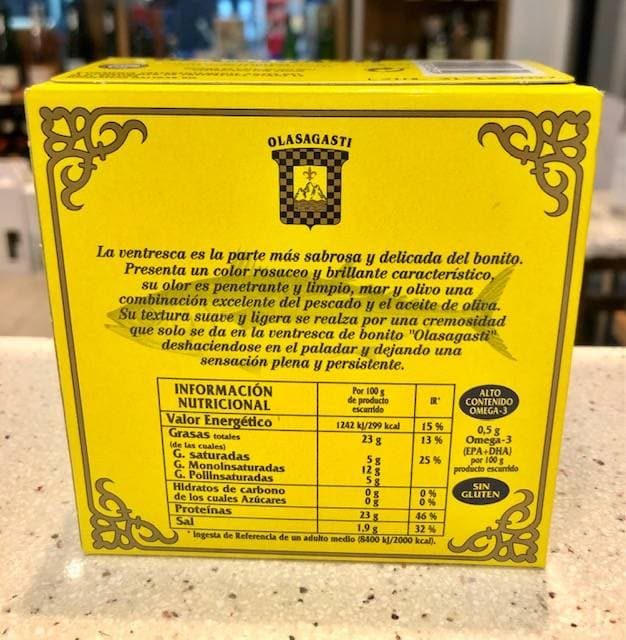 OLASAGASTI
La ventresca es la parte más sabrosa y delicada del bonito.
Presenta un color rosaceo y brillante característico,
su olor es penetrante y limpio, mar y olivo una
combinación excelente del pescado y el aceite de oliva.
Su textura suave y ligera se realza por una cremosidad
que solo se da en la ventresca de bonito "Olasagasti"
deshaciendose en el paladar y dejando una
sensación plena y persistente.
INFORMACIÓN NUTRICIONAL
Por 100 g de producto escurrido
IR*
Valor Energético 1242 kJ/299 kcal 15 %
Grasas totales 23 g 13 %
(de las cuales)
G. saturadas 5 g 25 %
G. Monoinsaturadas 12 g
G. Poliinsaturadas 5 g
Hidratos de carbono 0 g 0 %
de los cuales Azúcares 0 g 0 %
Proteínas 23 g 46 %
Sal 1,9 g 32 %
* Ingesta de Referencia de un adulto medio (8400 kJ/2000 kcal).
ALTO
CONTENIDO
OMEGA-3
0,5 g
Omega-3
(EPA+DHA)
por 100 g
producto escurrido
SIN
GLUTEN